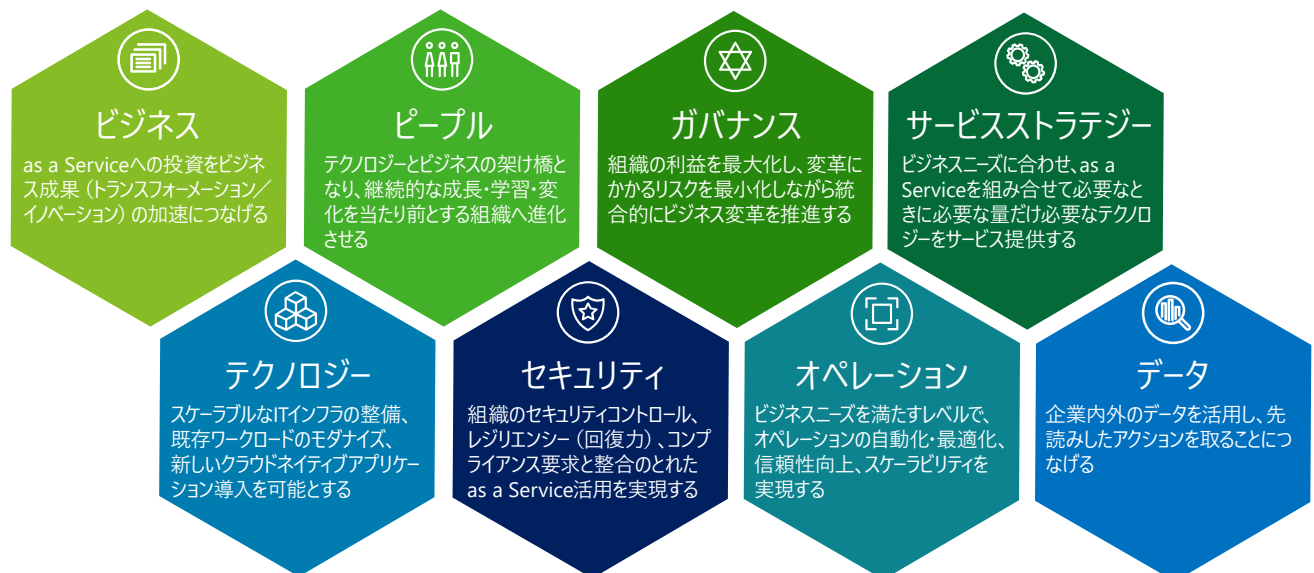 ビジネス
as a Serviceへの投資をビジネ
ス成果（トランスフォーメーション／
イノベーション）の加速につなげる
ピープル
テクノロジーとビジネスの架け橋と
なり、継続的な成長・学習・変
化を当たり前とする組織へ進化
させる
ガバナンス
組織の利益を最大化し、変革に
かかるリスクを最小化しながら統
合的にビジネス変革を推進する
サービスストラテジー
ビジネスニーズに合わせ、as a
Serviceを組み合せて必要なと
きに必要な量だけ必要なテクノロ
ジーをサービス提供する
テクノロジー
スケーラブルなITインフラの整備、
既存ワークロードのモダナイズ、
新しいクラウドネイティブアプリケー
ション導入を可能とする
セキュリティ
組織のセキュリティコントロール、
レジリエンシー（回復力）、コンプ
ライアンス要求と整合のとれた
as a Service活用を実現する
オペレーション
ビジネスニーズを満たすレベルで、
オペレーションの自動化・最適化、
信頼性向上、スケーラビリティを
実現する
データ
企業内外のデータを活用し、先
読みしたアクションを取ることにつ
なげる